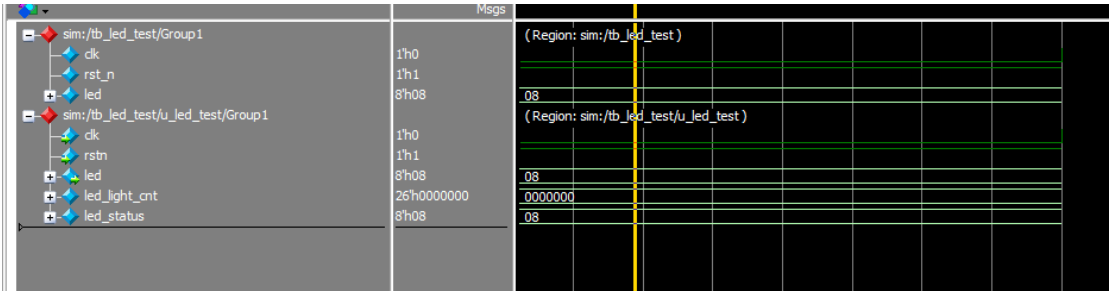 Msgs
sim:/tb_led_test/Group1 (Region: sim:/tb_led_test)
clk 1'h0
rst_n 1'h1
led 8'h08 08
sim:/tb_led_test/u_led_test/Group1 (Region: sim:/tb_led_test/u_led_test)
clk 1'h0
rstn 1'h1
led 8'h08 08
led_light_cnt 26'h0000000 0000000
led_status 8'h08 08